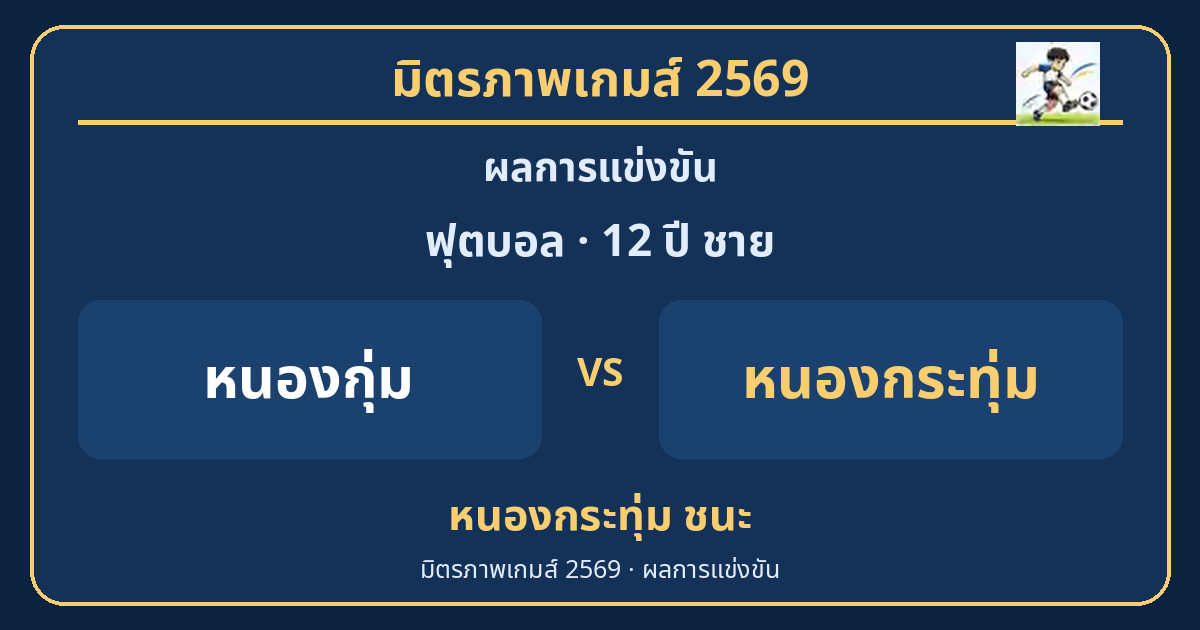 มิตรภาพเกมส์ 2569
ผลการแข่งขัน
ฟุตบอล · 12 ปี ชาย
หนองกุ่ม
VS
หนองกระทุ่ม
หนองกระทุ่ม ชนะ
มิตรภาพเกมส์ 2569 · ผลการแข่งขัน